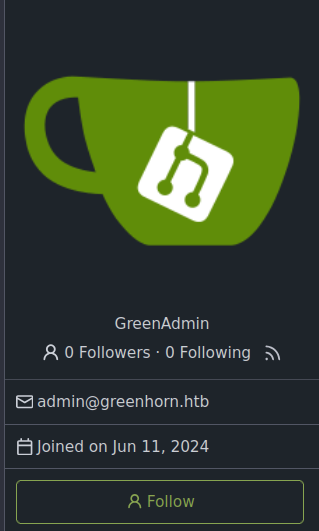 GreenAdmin
0 Followers · 0 Following
admin@greenhorn.htb
Joined on Jun 11, 2024
Follow